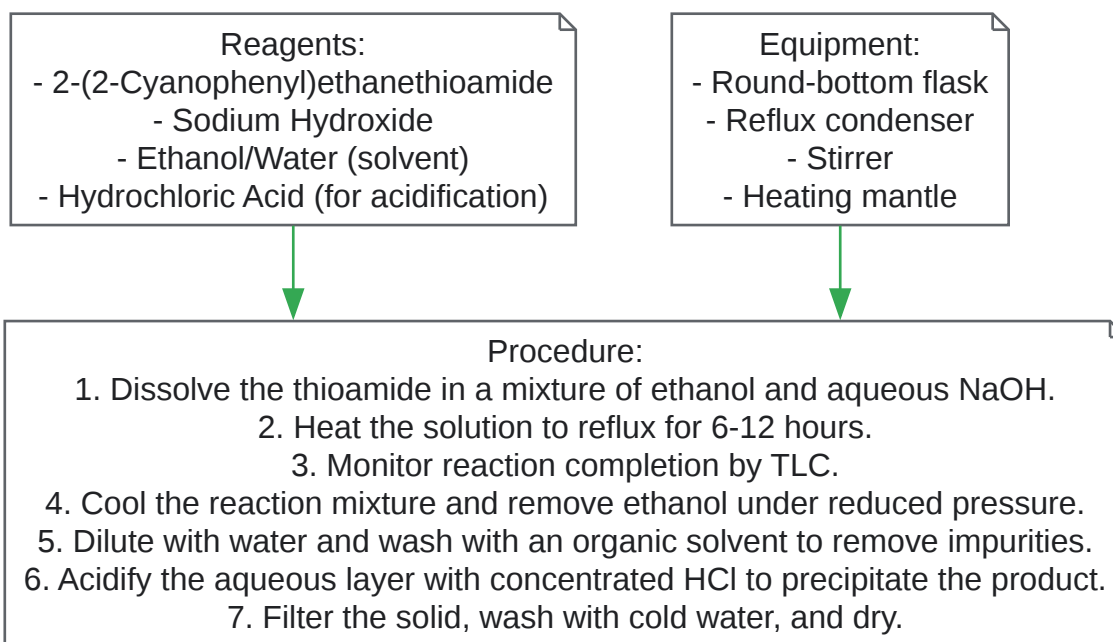 Reagents:
- 2-(2-Cyanophenyl)ethanethioamide
- Sodium Hydroxide
- Ethanol/Water (solvent)
- Hydrochloric Acid (for acidification)
Equipment:
- Round-bottom flask
- Reflux condenser
- Stirrer
- Heating mantle
Procedure:
1. Dissolve the thioamide in a mixture of ethanol and aqueous NaOH.
2. Heat the solution to reflux for 6-12 hours.
3. Monitor reaction completion by TLC.
4. Cool the reaction mixture and remove ethanol under reduced pressure.
5. Dilute with water and wash with an organic solvent to remove impurities.
6. Acidify the aqueous layer with concentrated HCl to precipitate the product.
7. Filter the solid, wash with cold water, and dry.